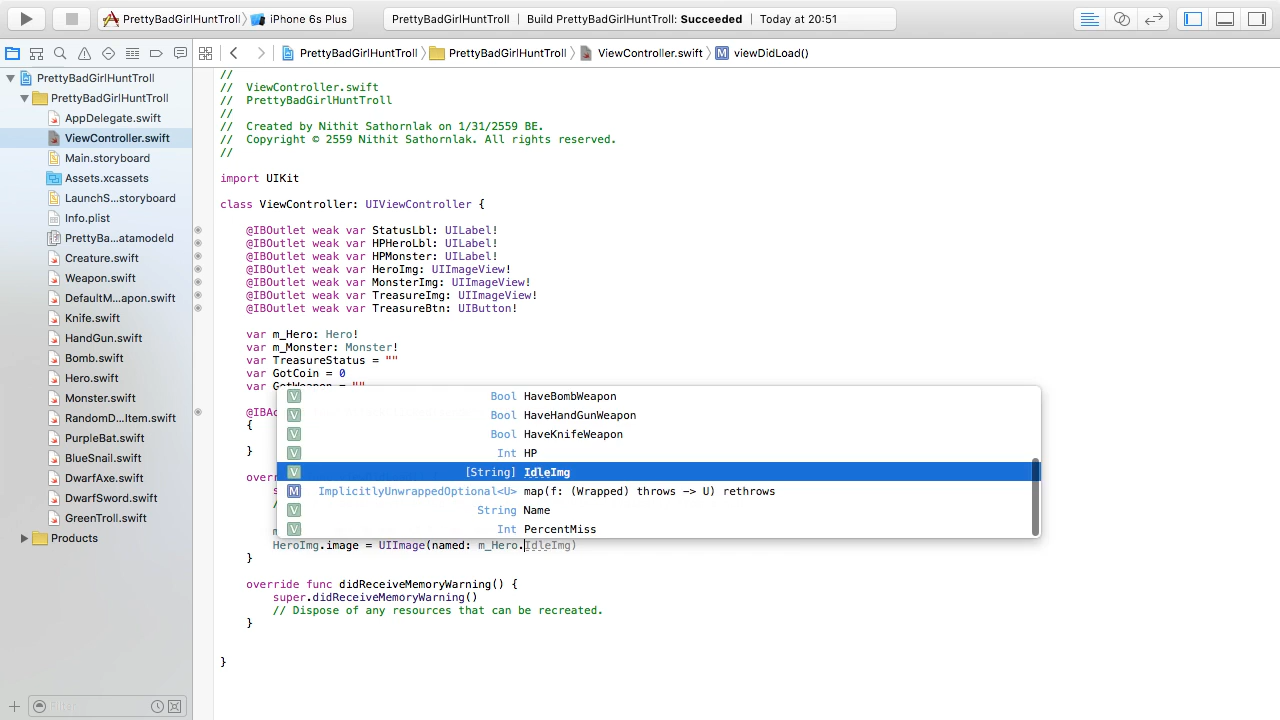 PrettyBadGirlHuntTroll
iPhone 6s Plus
PrettyBadGirlHuntTroll | Build PrettyBadGirlHuntTroll: Succeeded | Today at 20:51
PrettyBadGirlHuntTroll
PrettyBadGirlHuntTroll
ViewController.swift
M viewDidLoad()
PrettyBadGirlHuntTroll
PrettyBadGirlHuntTroll
AppDelegate.swift
ViewController.swift
Main.storyboard
Assets.xcassets
LaunchS...storyboard
Info.plist
PrettyBa...atamodeld
Creature.swift
Weapon.swift
DefaultM...apon.swift
Knife.swift
HandGun.swift
Bomb.swift
Hero.swift
Monster.swift
RandomD...Item.swift
PurpleBat.swift
BlueSnail.swift
DwarfAxe.swift
DwarfSword.swift
GreenTroll.swift
Products
Filter
//
// ViewController.swift
// PrettyBadGirlHuntTroll
//
// Created by Nithit Sathornlak on 1/31/2559 BE.
// Copyright © 2559 Nithit Sathornlak. All rights reserved.
//
import UIKit
class ViewController: UIViewController {
@IBOutlet weak var StatusLbl: UILabel!
@IBOutlet weak var HPHeroLbl: UILabel!
@IBOutlet weak var HPMonster: UILabel!
@IBOutlet weak var HeroImg: UIImageView!
@IBOutlet weak var MonsterImg: UIImageView!
@IBOutlet weak var TreasureImg: UIImageView!
@IBOutlet weak var TreasureBtn: UIButton!
var m_Hero: Hero!
var m_Monster: Monster!
var TreasureStatus = ""
var GotCoin = 0
var GotWeapon = ""
@IBAc
{
}
V Bool HaveBombWeapon
V Bool HaveHandGunWeapon
V Bool HaveKnifeWeapon
V Int HP
V [String] IdleImg
M ImplicitlyUnwrappedOptional<U> map(f: (Wrapped) throws -> U) rethrows
V String Name
V Int PercentMiss
HeroImg.image = UIImage(named: m_Hero.IdleImg)
}
override func didReceiveMemoryWarning() {
super.didReceiveMemoryWarning()
// Dispose of any resources that can be recreated.
}
}